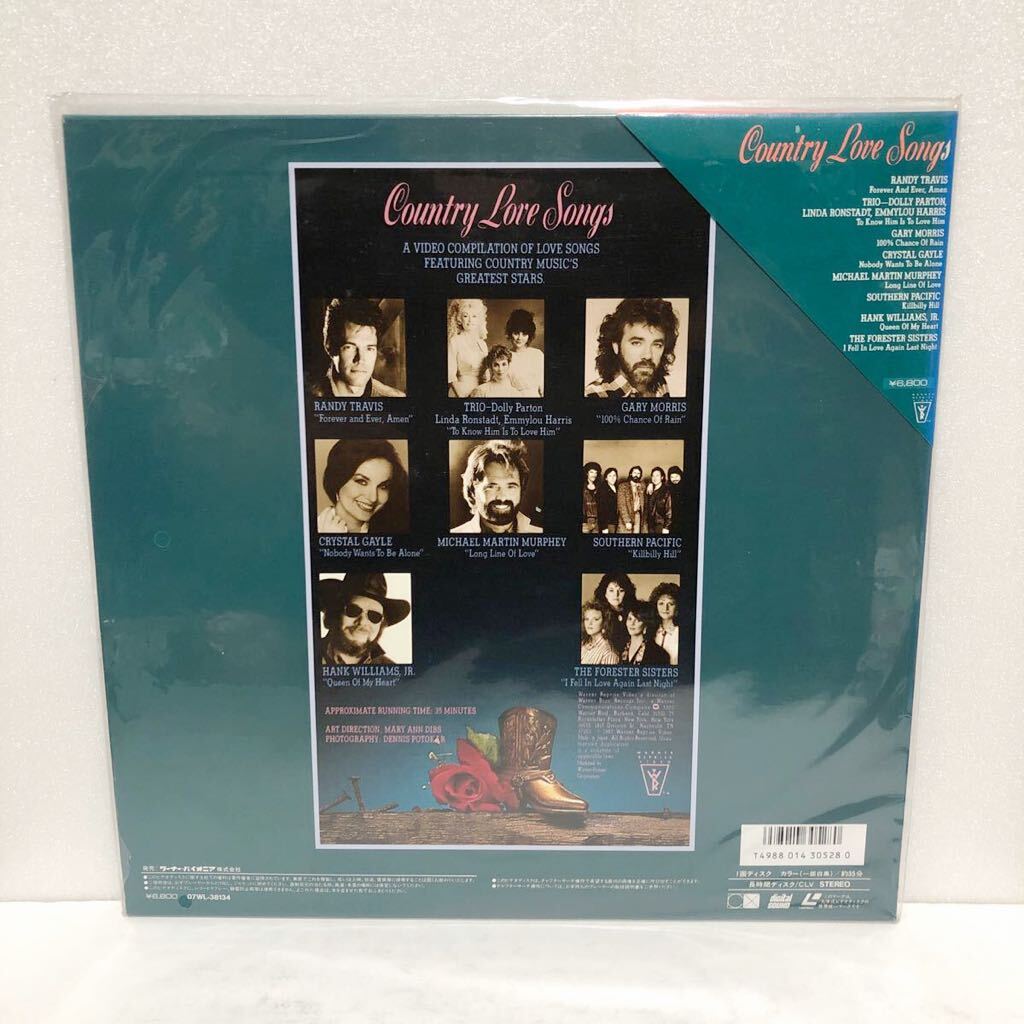 Country Love Songs
RANDY TRAVIS
Forever And Ever, Amen
TRIO—DOLLY PARTON,
LINDA RONSTADT, EMMYLOU HARRIS
To Know Him Is To Love Him
GARY MORRIS
100% Chance Of Rain
CRYSTAL GAYLE
Nobody Wants To Be Alone
MICHAEL MARTIN MURPHEY
Long Line Of Love
SOUTHERN PACIFIC
Killbilly Hill
HANK WILLIAMS, JR.
Queen Of My Heart
THE FORESTER SISTERS
I Fell In Love Again Last Night
¥6,800
Country Love Songs
A VIDEO COMPILATION OF LOVE SONGS
FEATURING COUNTRY MUSIC'S
GREATEST STARS.
RANDY TRAVIS
"Forever and Ever, Amen"
TRIO—Dolly Parton
Linda Ronstadt, Emmylou Harris
"To Know Him Is To Love Him"
GARY MORRIS
"100% Chance Of Rain"
CRYSTAL GAYLE
"Nobody Wants To Be Alone"
MICHAEL MARTIN MURPHEY
"Long Line Of Love"
SOUTHERN PACIFIC
"Killbilly Hill"
HANK WILLIAMS, JR.
"Queen Of My Heart"
THE FORESTER SISTERS
"I Fell In Love Again Last Night"
APPROXIMATE RUNNING TIME: 35 MINUTES
ART DIRECTION: MARY ANN DIBS
PHOTOGRAPHY: DENNIS POTOKAR
WARNER
REPRISE
VIDEO
T4988 014 30528 0
発売: ワーナー・パイオニア株式会社
¥6,800 07WL-38134
1面ディスク カラー(一部白黒)/約35分
長時間ディスク/CLV STEREO
digital
SOUND